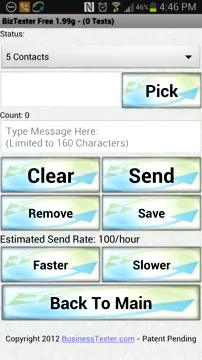 46% 4:46 PM
BizTexter Free 1.99g - (0 Texts)
Status:
5 Contacts
Pick
Count: 0
Type Message Here:
(Limited to 160 Characters)
Clear Send
Remove Save
Estimated Send Rate: 100/hour
Faster Slower
Back To Main
Copyright 2012 BusinessTexter.com - Patent Pending